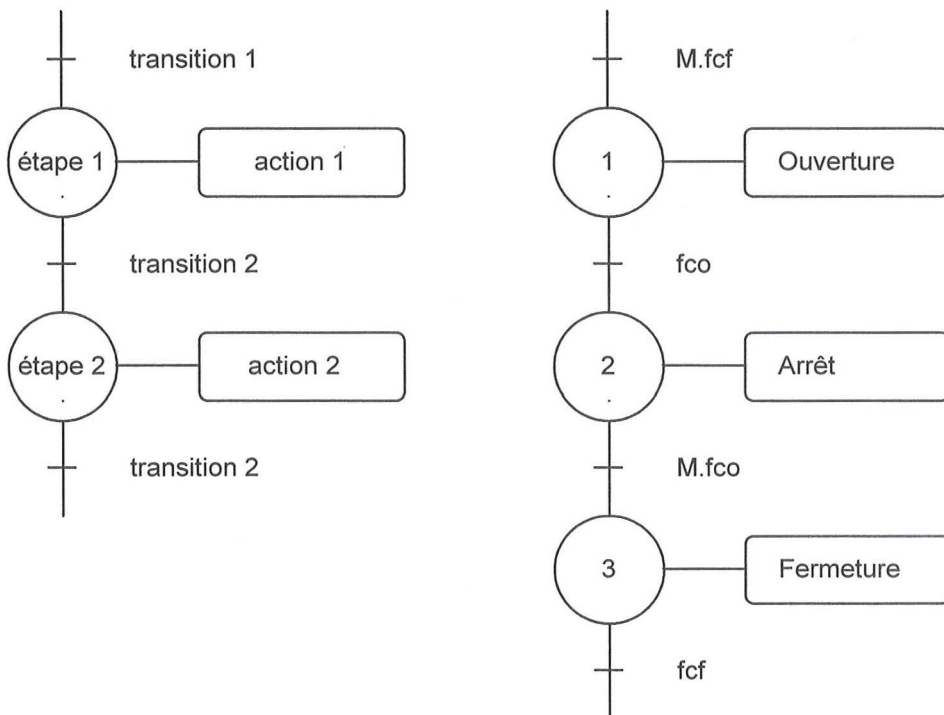 transition 1
étape 1
action 1
transition 2
étape 2
action 2
transition 2
M.fcf
1
Ouverture
fco
2
Arrêt
M.fco
3
Fermeture
fcf